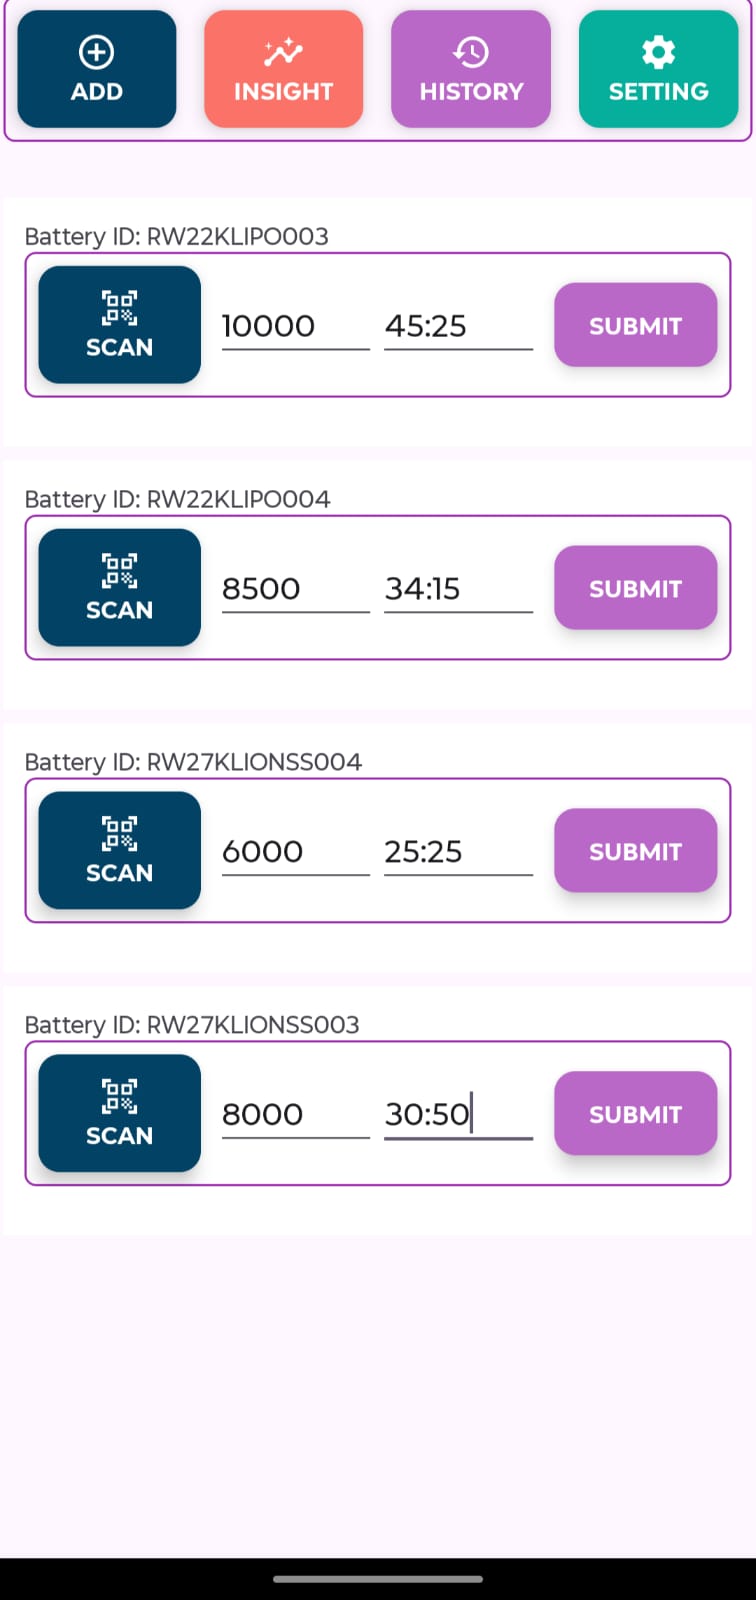 ADD INSIGHT HISTORY SETTING
Battery ID: RW22KLIPO003
SCAN 10000 45:25 SUBMIT
Battery ID: RW22KLIPO004
SCAN 8500 34:15 SUBMIT
Battery ID: RW27KLIONSS004
SCAN 6000 25:25 SUBMIT
Battery ID: RW27KLIONSS003
SCAN 8000 30:50 SUBMIT